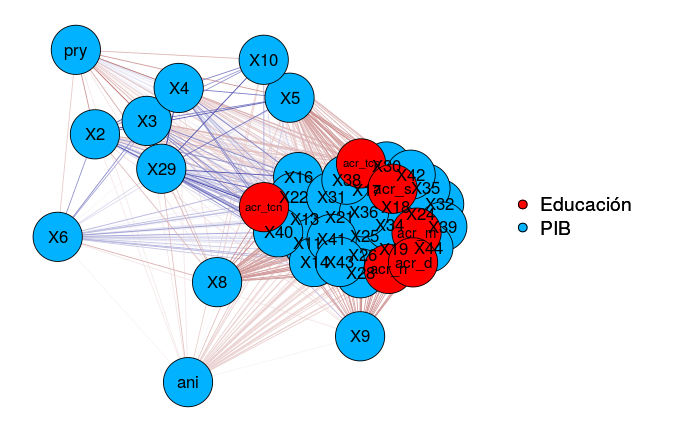 pry
X10
X4
X5
X3
X2
X29
acr_tcn
X30
X42
X16
X38
acr_s
X35
X22
X31
X32
acr_tcn
X36
X18
X24
X13
X21
X34
X39
X40
acr_m
X6
X25
X41
X11
X19
X44
X26
X14
X43
acr_d
X28
X8
X9
ani
Educación
PIB